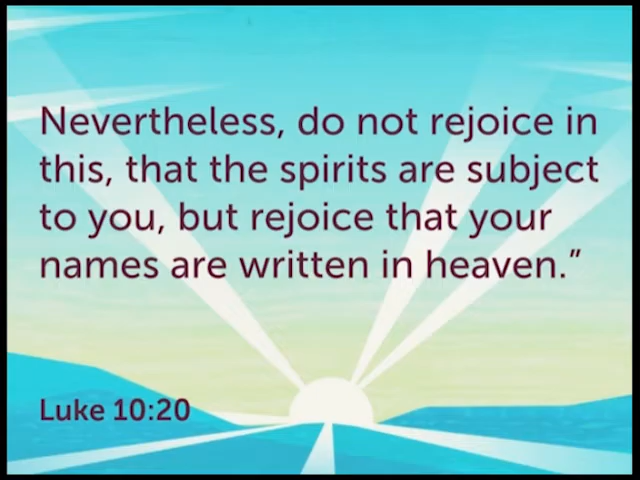 Nevertheless, do not rejoice in
this, that the spirits are subject
to you, but rejoice that your
names are written in heaven.”
Luke 10:20